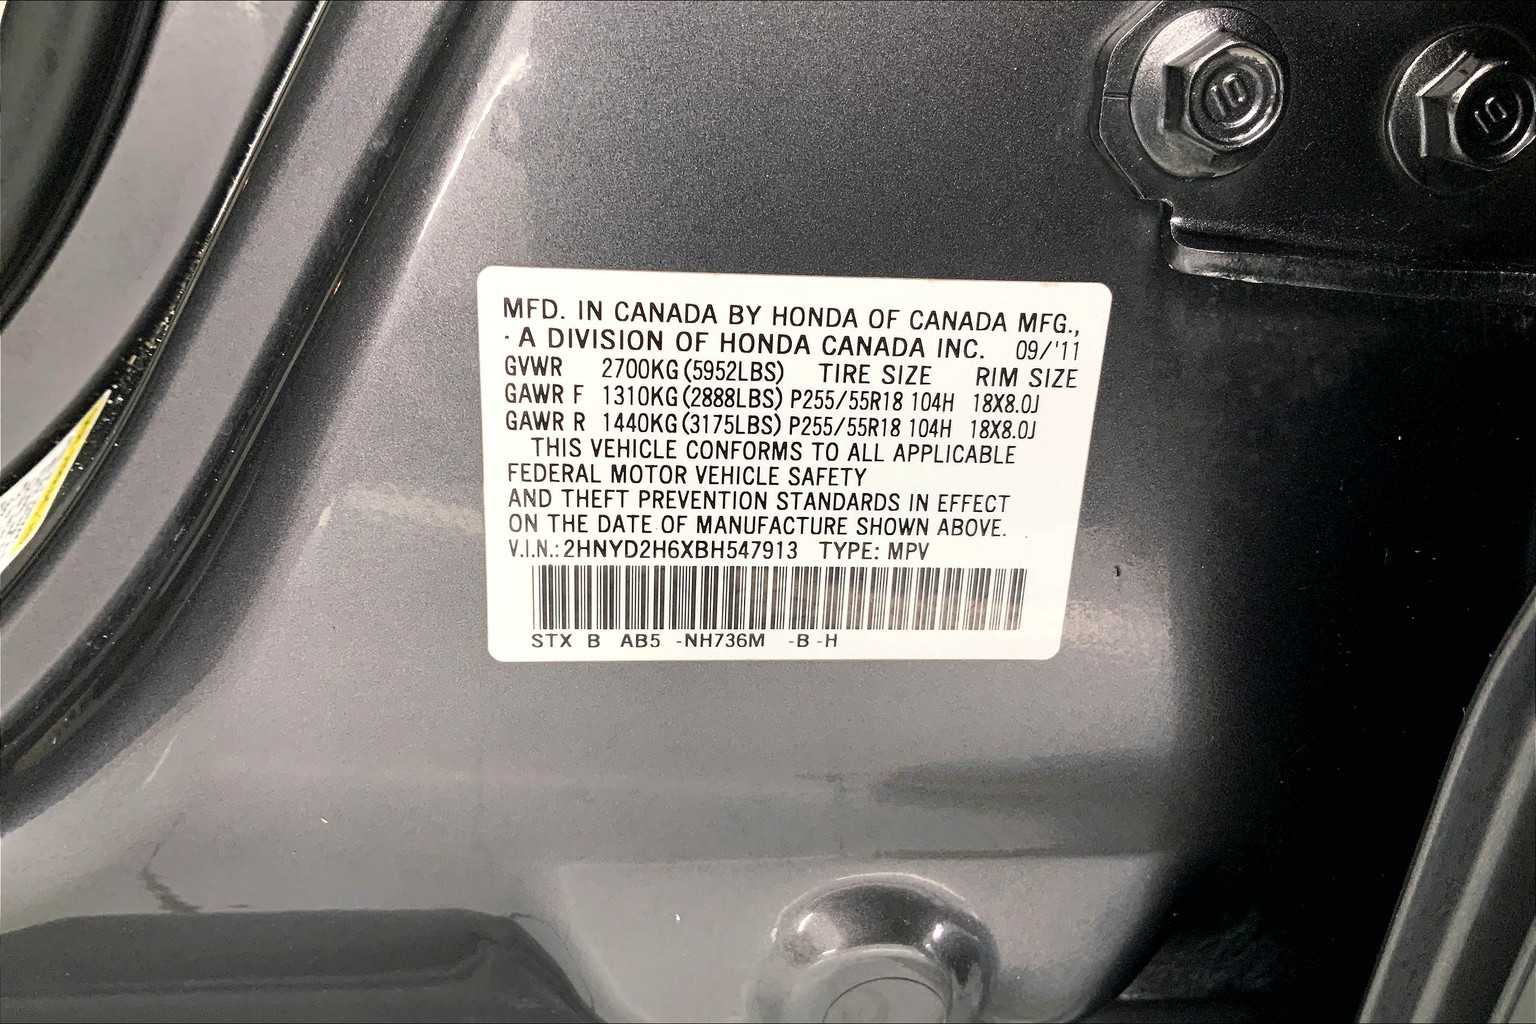 10
10
MFD. IN CANADA BY HONDA OF CANADA MFG.,
· A DIVISION OF HONDA CANADA INC. 09/'11
GVWR 2700KG(5952LBS) TIRE SIZE RIM SIZE
GAWR F 1310KG(2888LBS) P255/55R18 104H 18X8.0J
GAWR R 1440KG(3175LBS) P255/55R18 104H 18X8.0J
THIS VEHICLE CONFORMS TO ALL APPLICABLE
FEDERAL MOTOR VEHICLE SAFETY
AND THEFT PREVENTION STANDARDS IN EFFECT
ON THE DATE OF MANUFACTURE SHOWN ABOVE.
V.I.N.: 2HNYD2H6XBH547913 TYPE: MPV
STX B AB5 -NH736M -B -H